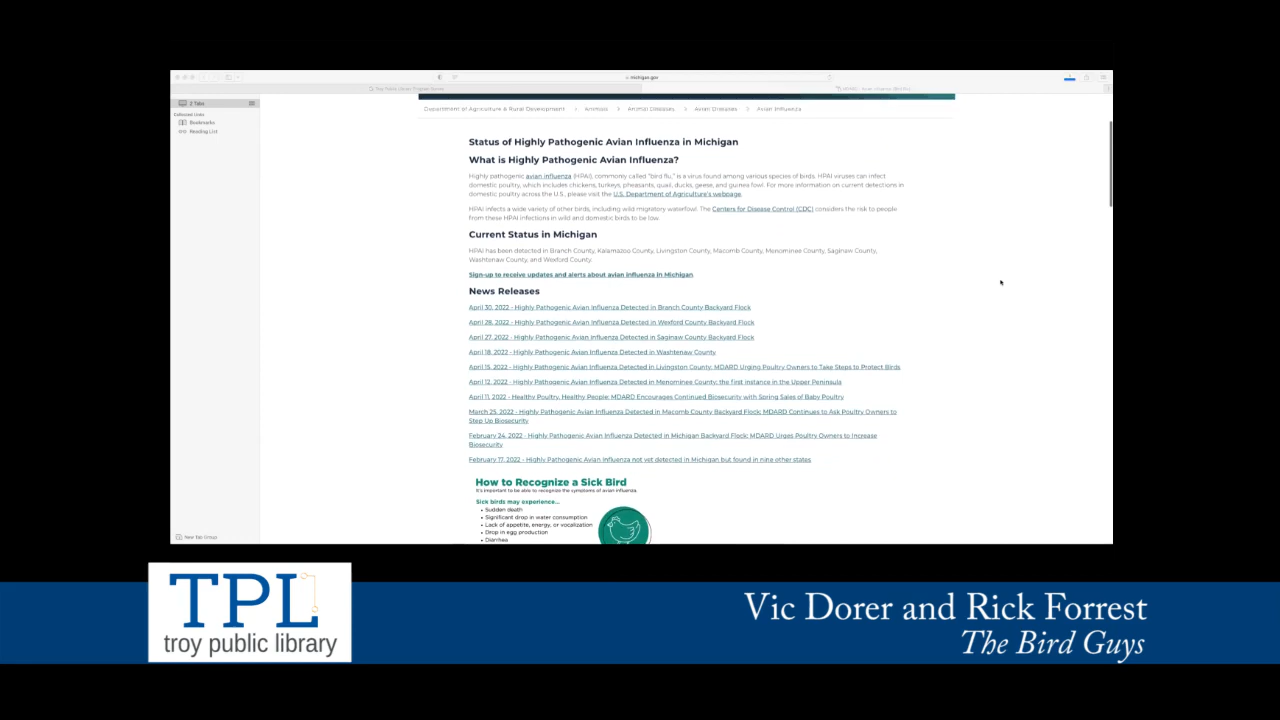 michigan.gov
2 Tabs
Collected Links
Bookmarks
Reading List
New Tab Group
Department of Agriculture & Rural Development > Animals > Animal Diseases > Avian Diseases > Avian Influenza
Status of Highly Pathogenic Avian Influenza in Michigan
What is Highly Pathogenic Avian Influenza?
Highly pathogenic avian influenza (HPAI), commonly called "bird flu," is a virus found among various species of birds. HPAI viruses can infect
domestic poultry, which includes chickens, turkeys, pheasants, quail, ducks, geese, and guinea fowl. For more information on current detections in
domestic poultry across the U.S., please visit the U.S. Department of Agriculture's webpage.
HPAI infects a wide variety of other birds, including wild migratory waterfowl. The Centers for Disease Control (CDC) considers the risk to people
from these HPAI infections in wild and domestic birds to be low.
Current Status in Michigan
HPAI has been detected in Branch County, Kalamazoo County, Livingston County, Macomb County, Menominee County, Saginaw County,
Washtenaw County, and Wexford County.
Sign-up to receive updates and alerts about avian influenza in Michigan
News Releases
April 30, 2022 - Highly Pathogenic Avian Influenza Detected in Branch County Backyard Flock
April 28, 2022 - Highly Pathogenic Avian Influenza Detected in Wexford County Backyard Flock
April 27, 2022 - Highly Pathogenic Avian Influenza Detected in Saginaw County Backyard Flock
April 18, 2022 - Highly Pathogenic Avian Influenza Detected in Washtenaw County
April 15, 2022 - Highly Pathogenic Avian Influenza Detected in Livingston County; MDARD Urging Poultry Owners to Take Steps to Protect Birds
April 12, 2022 - Highly Pathogenic Avian Influenza Detected in Menominee County; the first instance in the Upper Peninsula
April 11, 2022 - Healthy Poultry, Healthy People: MDARD Encourages Continued Biosecurity with Spring Sales of Baby Poultry
March 25, 2022 - Highly Pathogenic Avian Influenza Detected in Macomb County Backyard Flock; MDARD Continues to Ask Poultry Owners to
Step Up Biosecurity
February 24, 2022 - Highly Pathogenic Avian Influenza Detected in Michigan Backyard Flock; MDARD Urges Poultry Owners to Increase
Biosecurity
February 17, 2022 - Highly Pathogenic Avian Influenza not yet detected in Michigan but found in nine other states
How to Recognize a Sick Bird
It's important to be able to recognize the symptoms of avian influenza.
Sick birds may experience...
• Sudden death
• Significant drop in water consumption
• Lack of appetite, energy, or vocalization
• Drop in egg production
• Diarrhea
TPL
troy public library
Vic Dorer and Rick Forrest
The Bird Guys